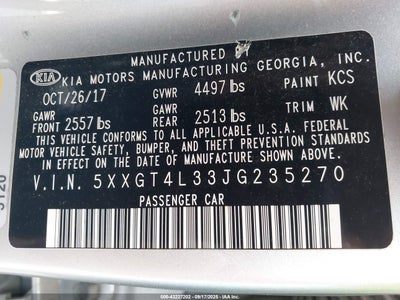 MANUFACTURED BY
KIA KIA MOTORS MANUFACTURING GEORGIA, INC.
OCT/26/17 GVWR 4497 lbs PAINT KCS
GAWR FRONT 2557 lbs GAWR REAR 2513 lbs TRIM WK
THIS VEHICLE CONFORMS TO ALL APPLICABLE U.S.A. FEDERAL
MOTOR VEHICLE SAFETY, BUMPER, AND THEFT PREVENTION STANDARDS
IN EFFECT ON THE DATE OF MANUFACTURE SHOWN ABOVE.
V.I.N. 5XXGT4L33JG235270
PASSENGER CAR